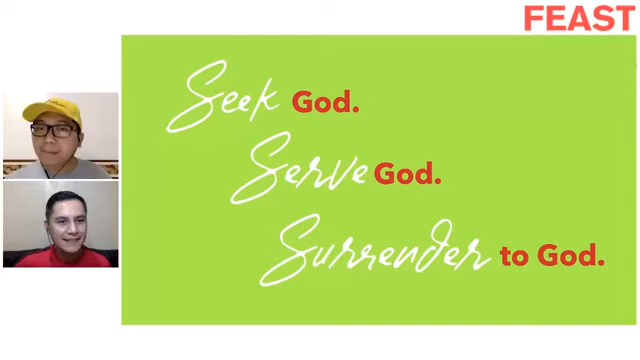 FEAST
Seek God.
Serve God.
Surrender to God.